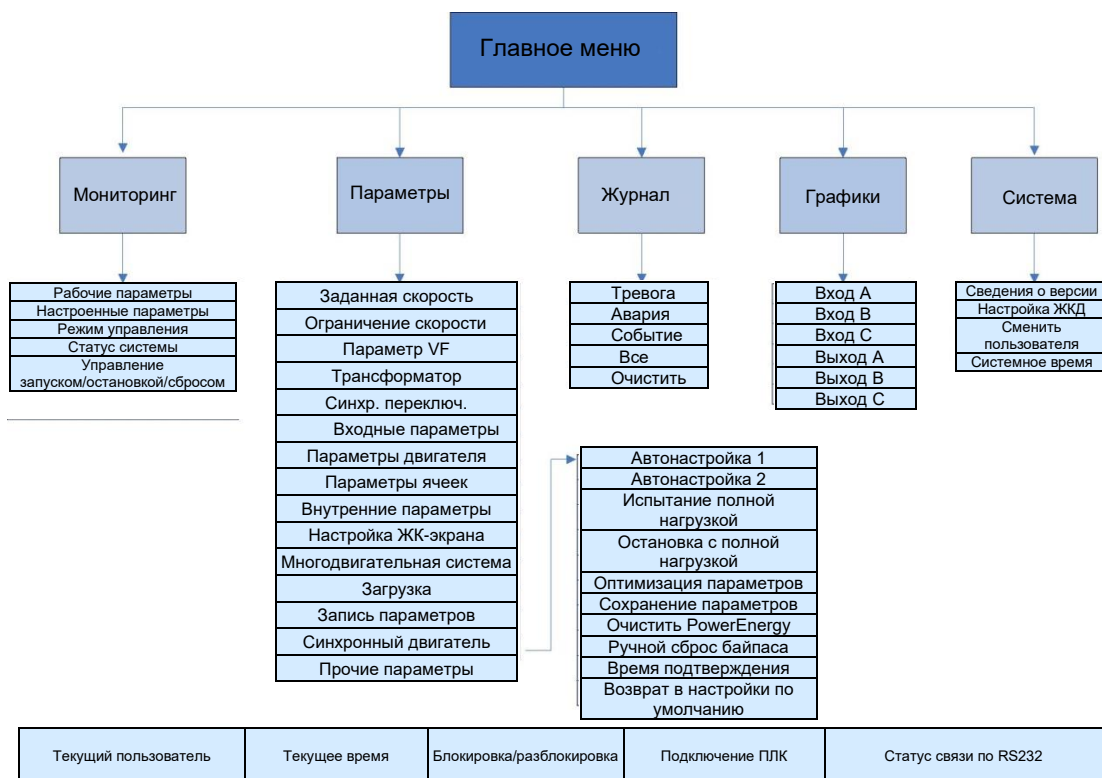 Главное меню
Мониторинг
Параметры
Журнал
Графики
Система
Рабочие параметры
Настроенные параметры
Режим управления
Статус системы
Управление
запуском/остановкой/сбросом
Заданная скорость
Ограничение скорости
Параметр VF
Трансформатор
Синхр. переключ.
Входные параметры
Параметры двигателя
Параметры ячеек
Внутренние параметры
Настройка ЖК-экрана
Многодвигательная система
Загрузка
Запись параметров
Синхронный двигатель
Прочие параметры
Тревога
Авария
Событие
Все
Очистить
Вход A
Вход B
Вход C
Выход A
Выход B
Выход C
Сведения о версии
Настройка ЖКД
Сменить
пользователя
Системное время
Автонастройка 1
Автонастройка 2
Испытание полной
нагрузкой
Остановка с полной
нагрузкой
Оптимизация параметров
Сохранение параметров
Очистить PowerEnergy
Ручной сброс байпаса
Время подтверждения
Возврат в настройки по
умолчанию
Текущий пользователь
Текущее время
Блокировка/разблокировка
Подключение ПЛК
Статус связи по RS232